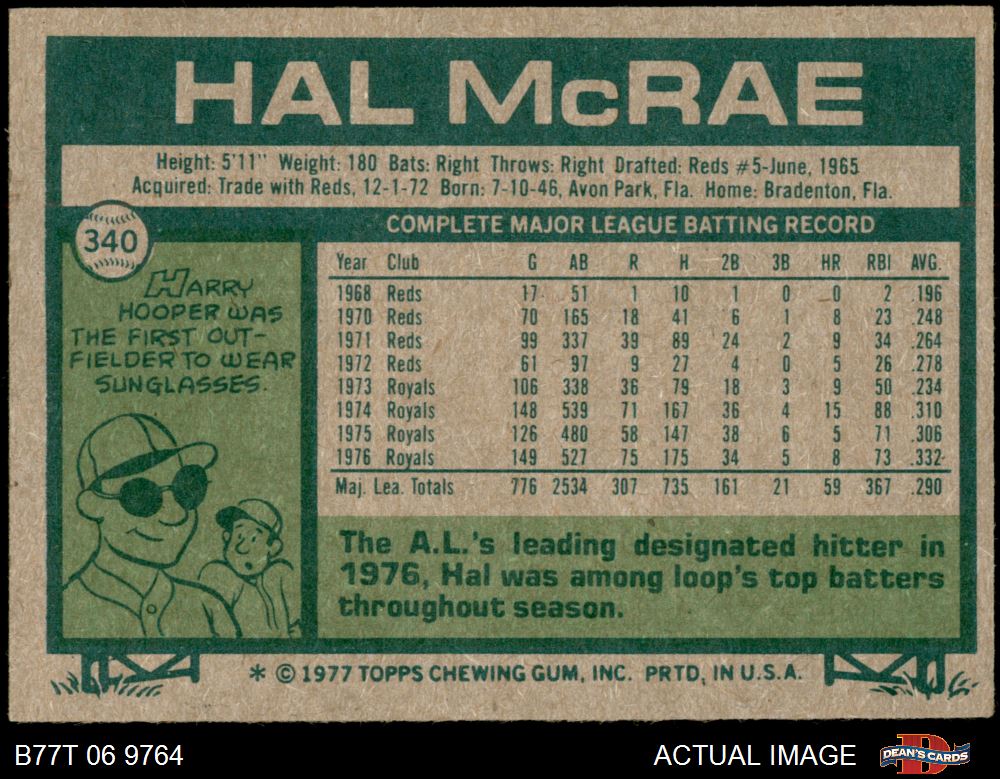 HAL McRAE
Height: 5'11" Weight: 180 Bats: Right Throws: Right Drafted: Reds #5-June, 1965
Acquired: Trade with Reds, 12-1-72 Born: 7-10-46, Avon Park, Fla. Home: Bradenton, Fla.
340
HARRY
HOOPER WAS
THE FIRST OUT-
FIELDER TO WEAR
SUNGLASSES.
COMPLETE MAJOR LEAGUE BATTING RECORD
Year Club G AB R H 2B 3B HR RBI AVG.
1968 Reds 17 51 1 10 1 0 0 2 .196
1970 Reds 70 165 18 41 6 1 8 23 .248
1971 Reds 99 337 39 89 24 2 9 34 .264
1972 Reds 61 97 9 27 4 0 5 26 .278
1973 Royals 106 338 36 79 18 3 9 50 .234
1974 Royals 148 539 71 167 36 4 15 88 .310
1975 Royals 126 480 58 147 38 6 5 71 .306
1976 Royals 149 527 75 175 34 5 8 73 .332
Maj. Lea. Totals 776 2534 307 735 161 21 59 367 .290
The A.L.'s leading designated hitter in
1976, Hal was among loop's top batters
throughout season.
* © 1977 TOPPS CHEWING GUM, INC. PRTD, IN U.S.A.
B77T 06 9764 ACTUAL IMAGE DEAN'S CARDS